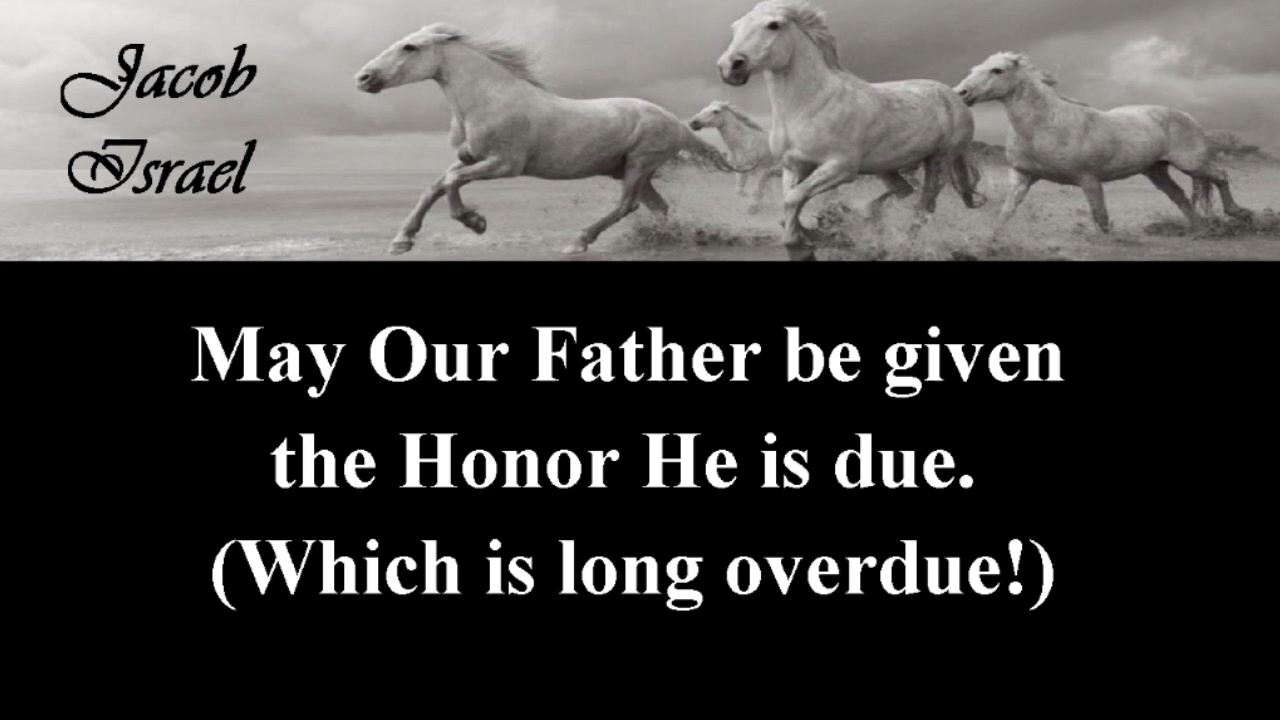 Jacob
Israel
May Our Father be given
the Honor He is due.
(Which is long overdue!)